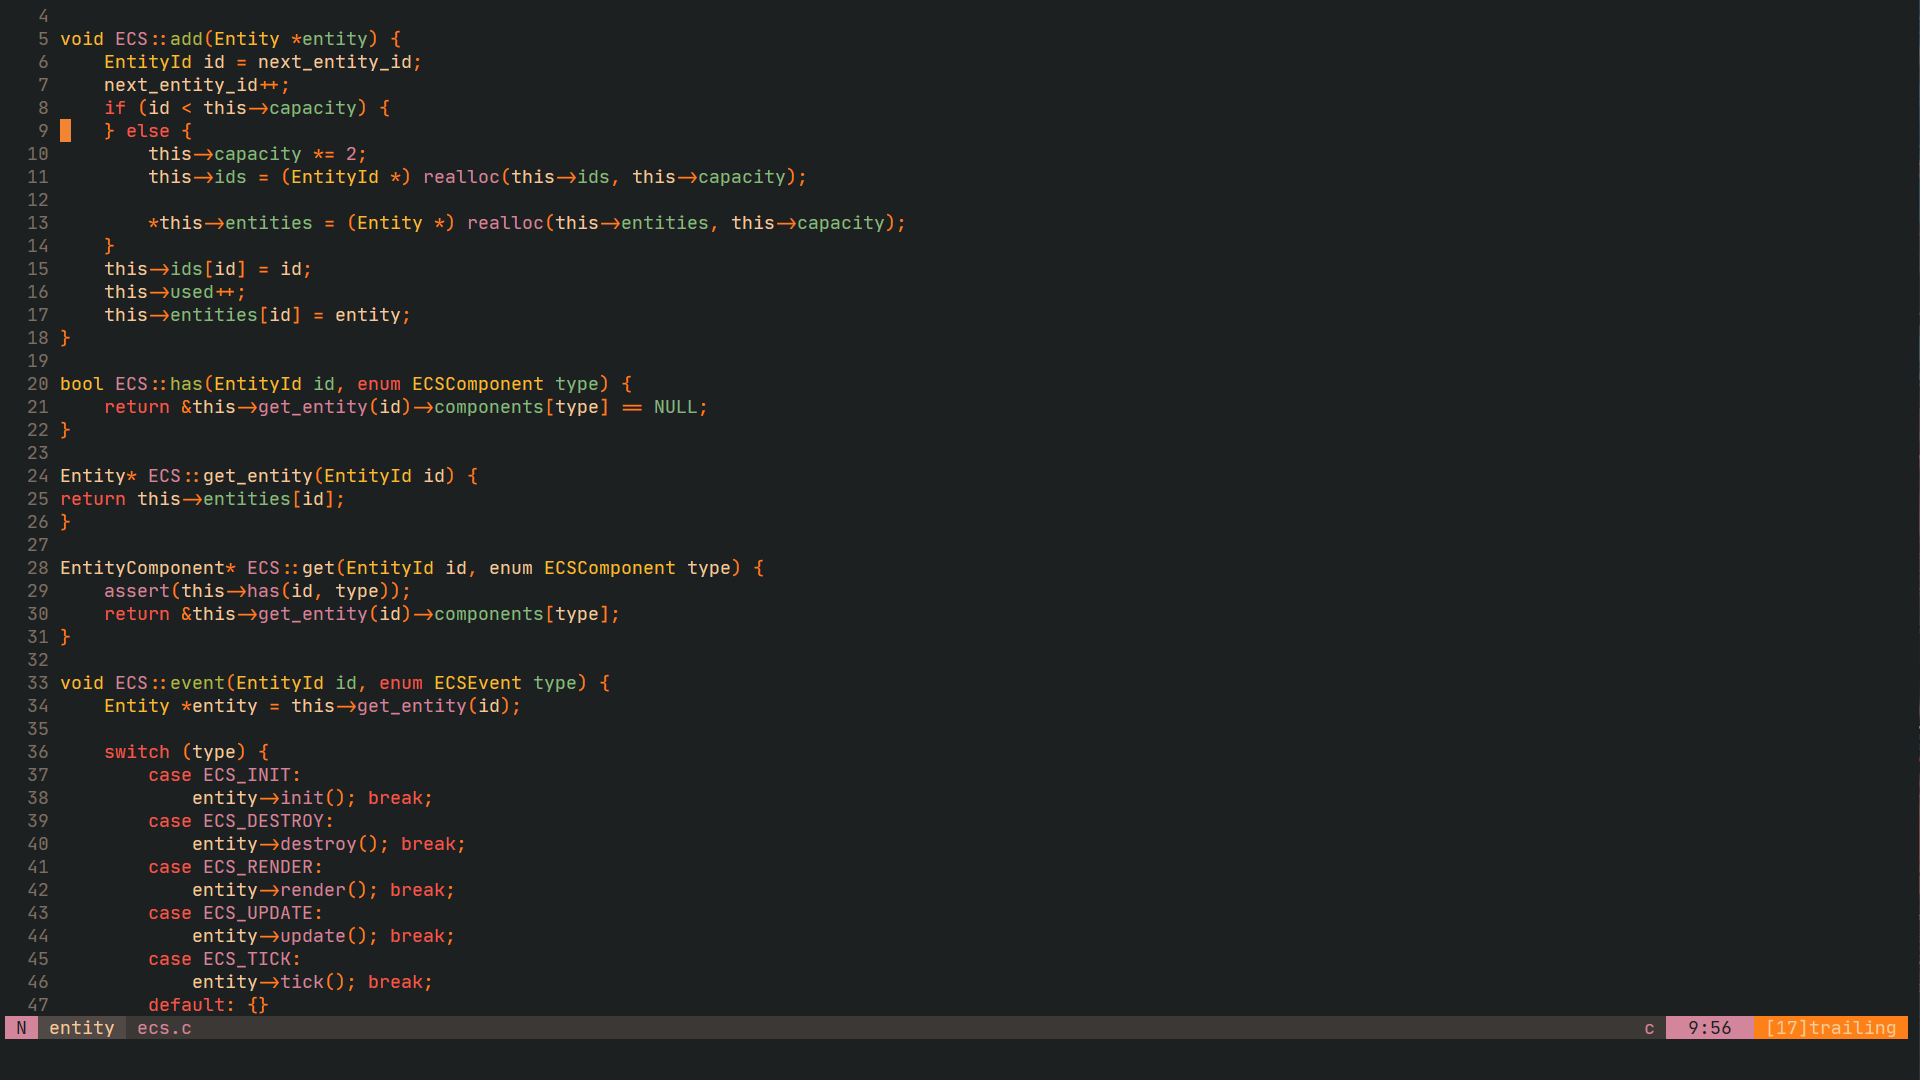 4
5 void ECS::add(Entity *entity) {
6     EntityId id = next_entity_id;
7     next_entity_id++;
8     if (id < this->capacity) {
9     } else {
10         this->capacity *= 2;
11         this->ids = (EntityId *) realloc(this->ids, this->capacity);
12
13         *this->entities = (Entity *) realloc(this->entities, this->capacity);
14     }
15     this->ids[id] = id;
16     this->used++;
17     this->entities[id] = entity;
18 }
19
20 bool ECS::has(EntityId id, enum ECSComponent type) {
21     return &this->get_entity(id)->components[type] == NULL;
22 }
23
24 Entity* ECS::get_entity(EntityId id) {
25 return this->entities[id];
26 }
27
28 EntityComponent* ECS::get(EntityId id, enum ECSComponent type) {
29     assert(this->has(id, type));
30     return &this->get_entity(id)->components[type];
31 }
32
33 void ECS::event(EntityId id, enum ECSEvent type) {
34     Entity *entity = this->get_entity(id);
35
36     switch (type) {
37         case ECS_INIT:
38             entity->init(); break;
39         case ECS_DESTROY:
40             entity->destroy(); break;
41         case ECS_RENDER:
42             entity->render(); break;
43         case ECS_UPDATE:
44             entity->update(); break;
45         case ECS_TICK:
46             entity->tick(); break;
47         default: {}
N entity ecs.c c 9:56 [17]trailing